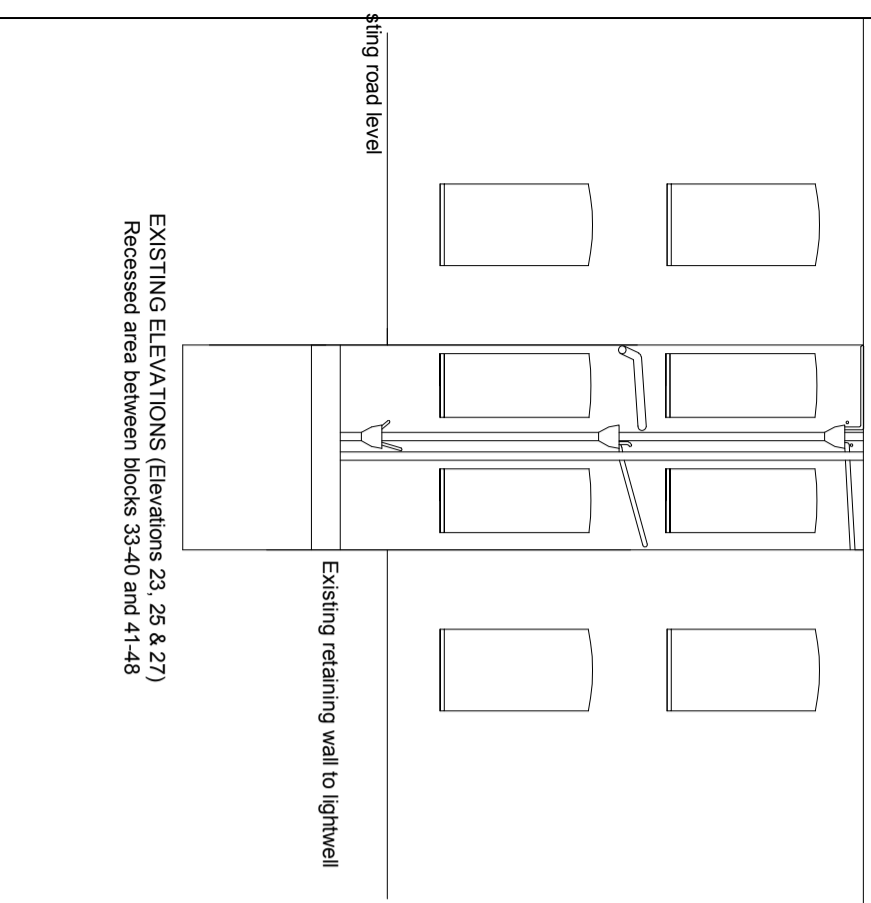 sting road level
Existing retaining wall to lightwell
EXISTING ELEVATIONS (Elevations 23, 25 & 27)
Recessed area between blocks 33-40 and 41-48